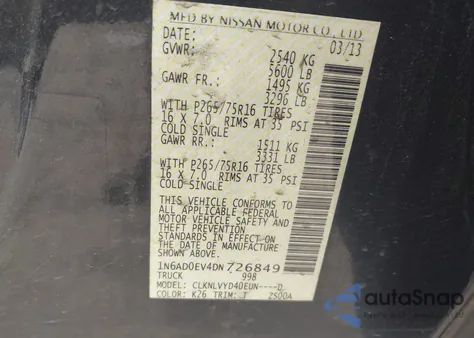 MFD BY NISSAN MOTOR CO., LTD
DATE: 03/13
GVWR: 2540 KG
5600 LB
GAWR FR.: 1495 KG
3296 LB
WITH P265/75R16 TIRES
16 X 7.0 RIMS AT 35 PSI
COLD SINGLE
GAWR RR.: 1511 KG
3331 LB
WITH P265/75R16 TIRES
16 X 7.0 RIMS AT 35 PSI
COLD SINGLE
THIS VEHICLE CONFORMS TO
ALL APPLICABLE FEDERAL
MOTOR VEHICLE SAFETY AND
THEFT PREVENTION
STANDARDS IN EFFECT ON
THE DATE OF MANUFACTURE
SHOWN ABOVE.
1N6AD0EV4DN726849
TRUCK 998
MODEL: CLKNLVYD40EUN----D
COLOR: K26 TRIM: T 2S00A
autoSnap